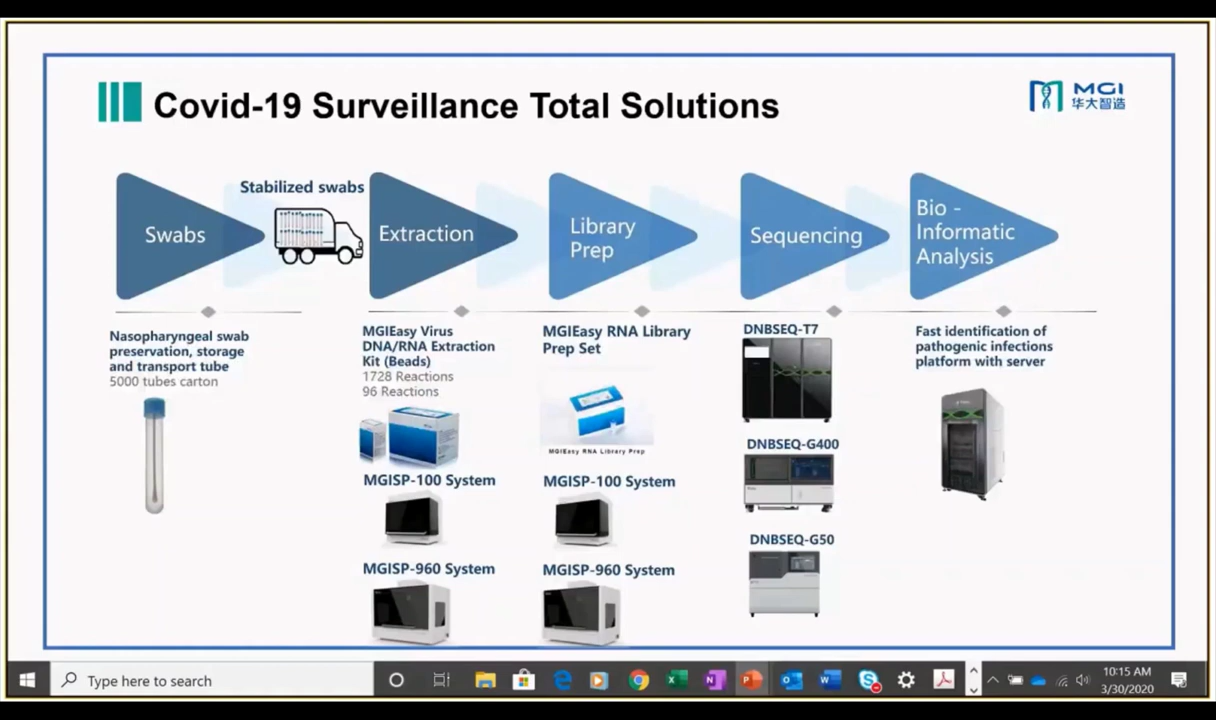 Covid-19 Surveillance Total Solutions
MGI
华大智造
Swabs
Stabilized swabs
Extraction
Library
Prep
Sequencing
Bio -
Informatic
Analysis
Nasopharyngeal swab
preservation, storage
and transport tube
5000 tubes carton
MGIEasy Virus
DNA/RNA Extraction
Kit (Beads)
1728 Reactions
96 Reactions
MGISP-100 System
MGISP-960 System
MGIEasy RNA Library
Prep Set
MGIEasy RNA Library Prep
MGISP-100 System
MGISP-960 System
DNBSEQ-T7
DNBSEQ-G400
DNBSEQ-G50
Fast identification of
pathogenic infections
platform with server
Type here to search
10:15 AM
3/30/2020